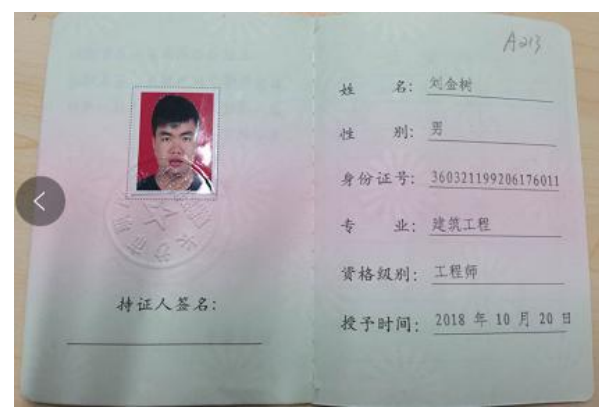 A213
姓 名: 刘金树
性 别: 男
身份证号: 360321199206176011
专 业: 建筑工程
资格级别: 工程师
授予时间: 2018 年 10 月 20 日
持证人签名: